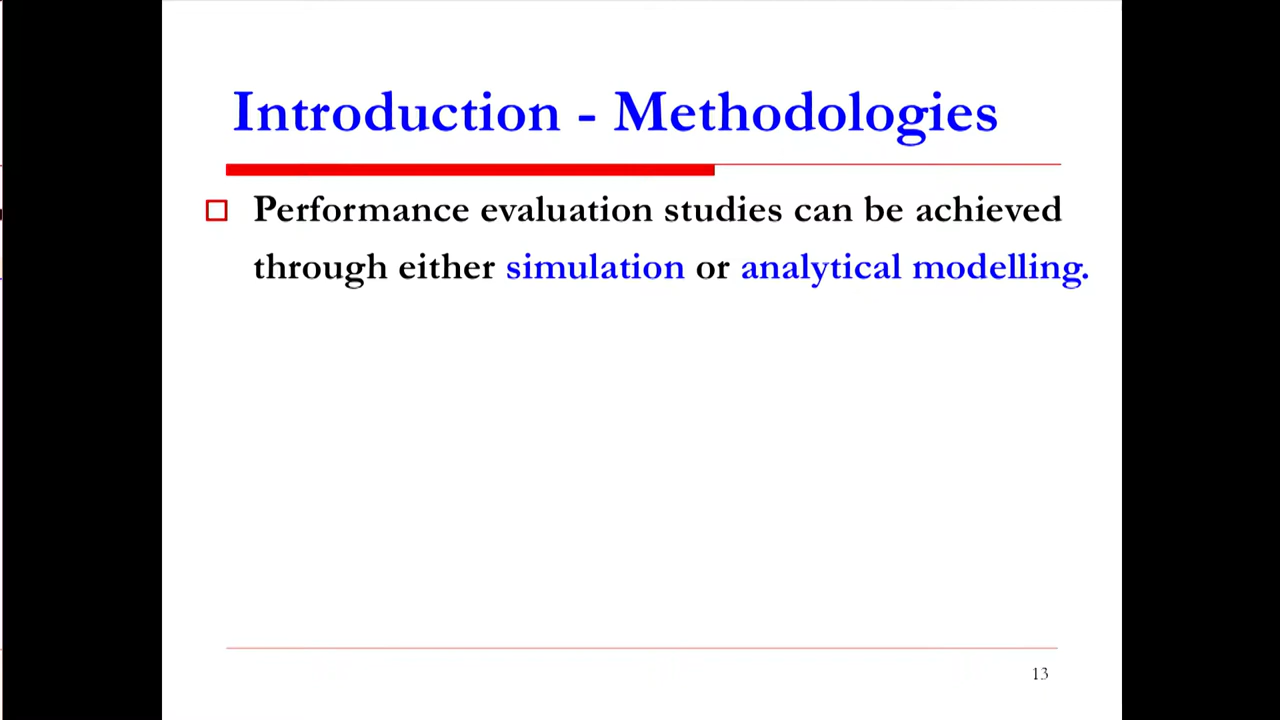 Introduction - Methodologies
Performance evaluation studies can be achieved
through either simulation or analytical modelling.
13